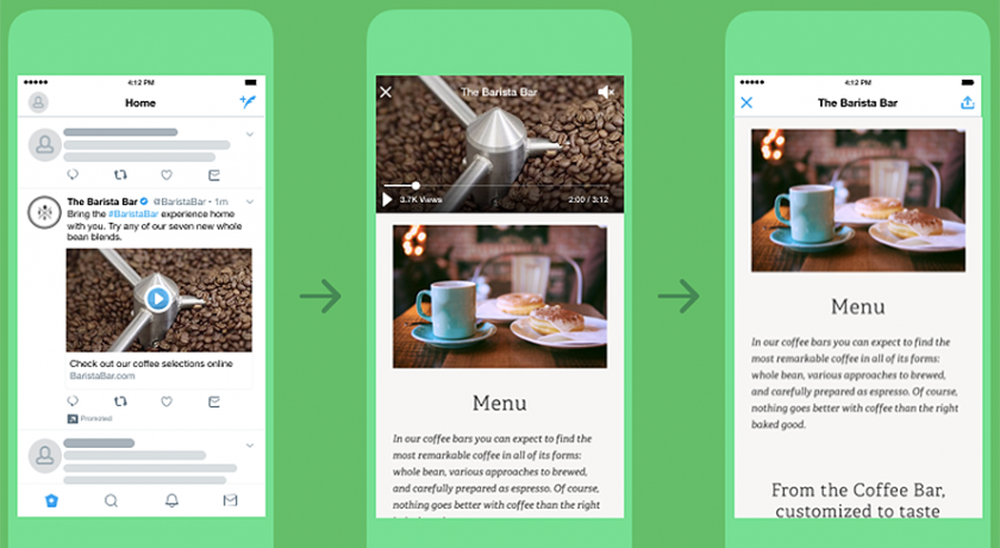 4:12 PM
Home
The Barista Bar @BaristaBar • 1m
Bring the #BaristaBar experience home
with you. Try any of our seven new whole
bean blends.
Check out our coffee selections online
BaristaBar.com
Promoted
The Barista Bar
3.7K Views
2:00 / 3:12
Menu
In our coffee bars you can expect to find the
most remarkable coffee in all of its forms:
whole bean, various approaches to brewed,
and carefully prepared as espresso. Of course,
nothing goes better with coffee than the right
4:12 PM
The Barista Bar
Menu
In our coffee bars you can expect to find the
most remarkable coffee in all of its forms:
whole bean, various approaches to brewed,
and carefully prepared as espresso. Of course,
nothing goes better with coffee than the right
baked good.
From the Coffee Bar,
customized to taste